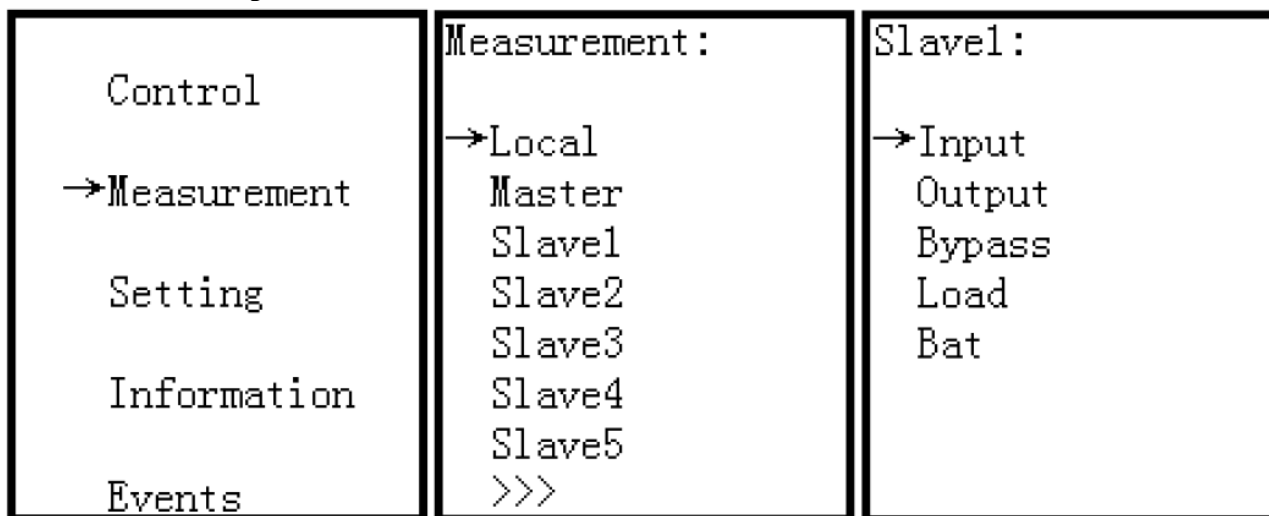 Control
→Measurement
Setting
Information
Events
Measurement:
→Local
Master
Slave1
Slave2
Slave3
Slave4
Slave5
>>>
Slave1:
→Input
Output
Bypass
Load
Bat